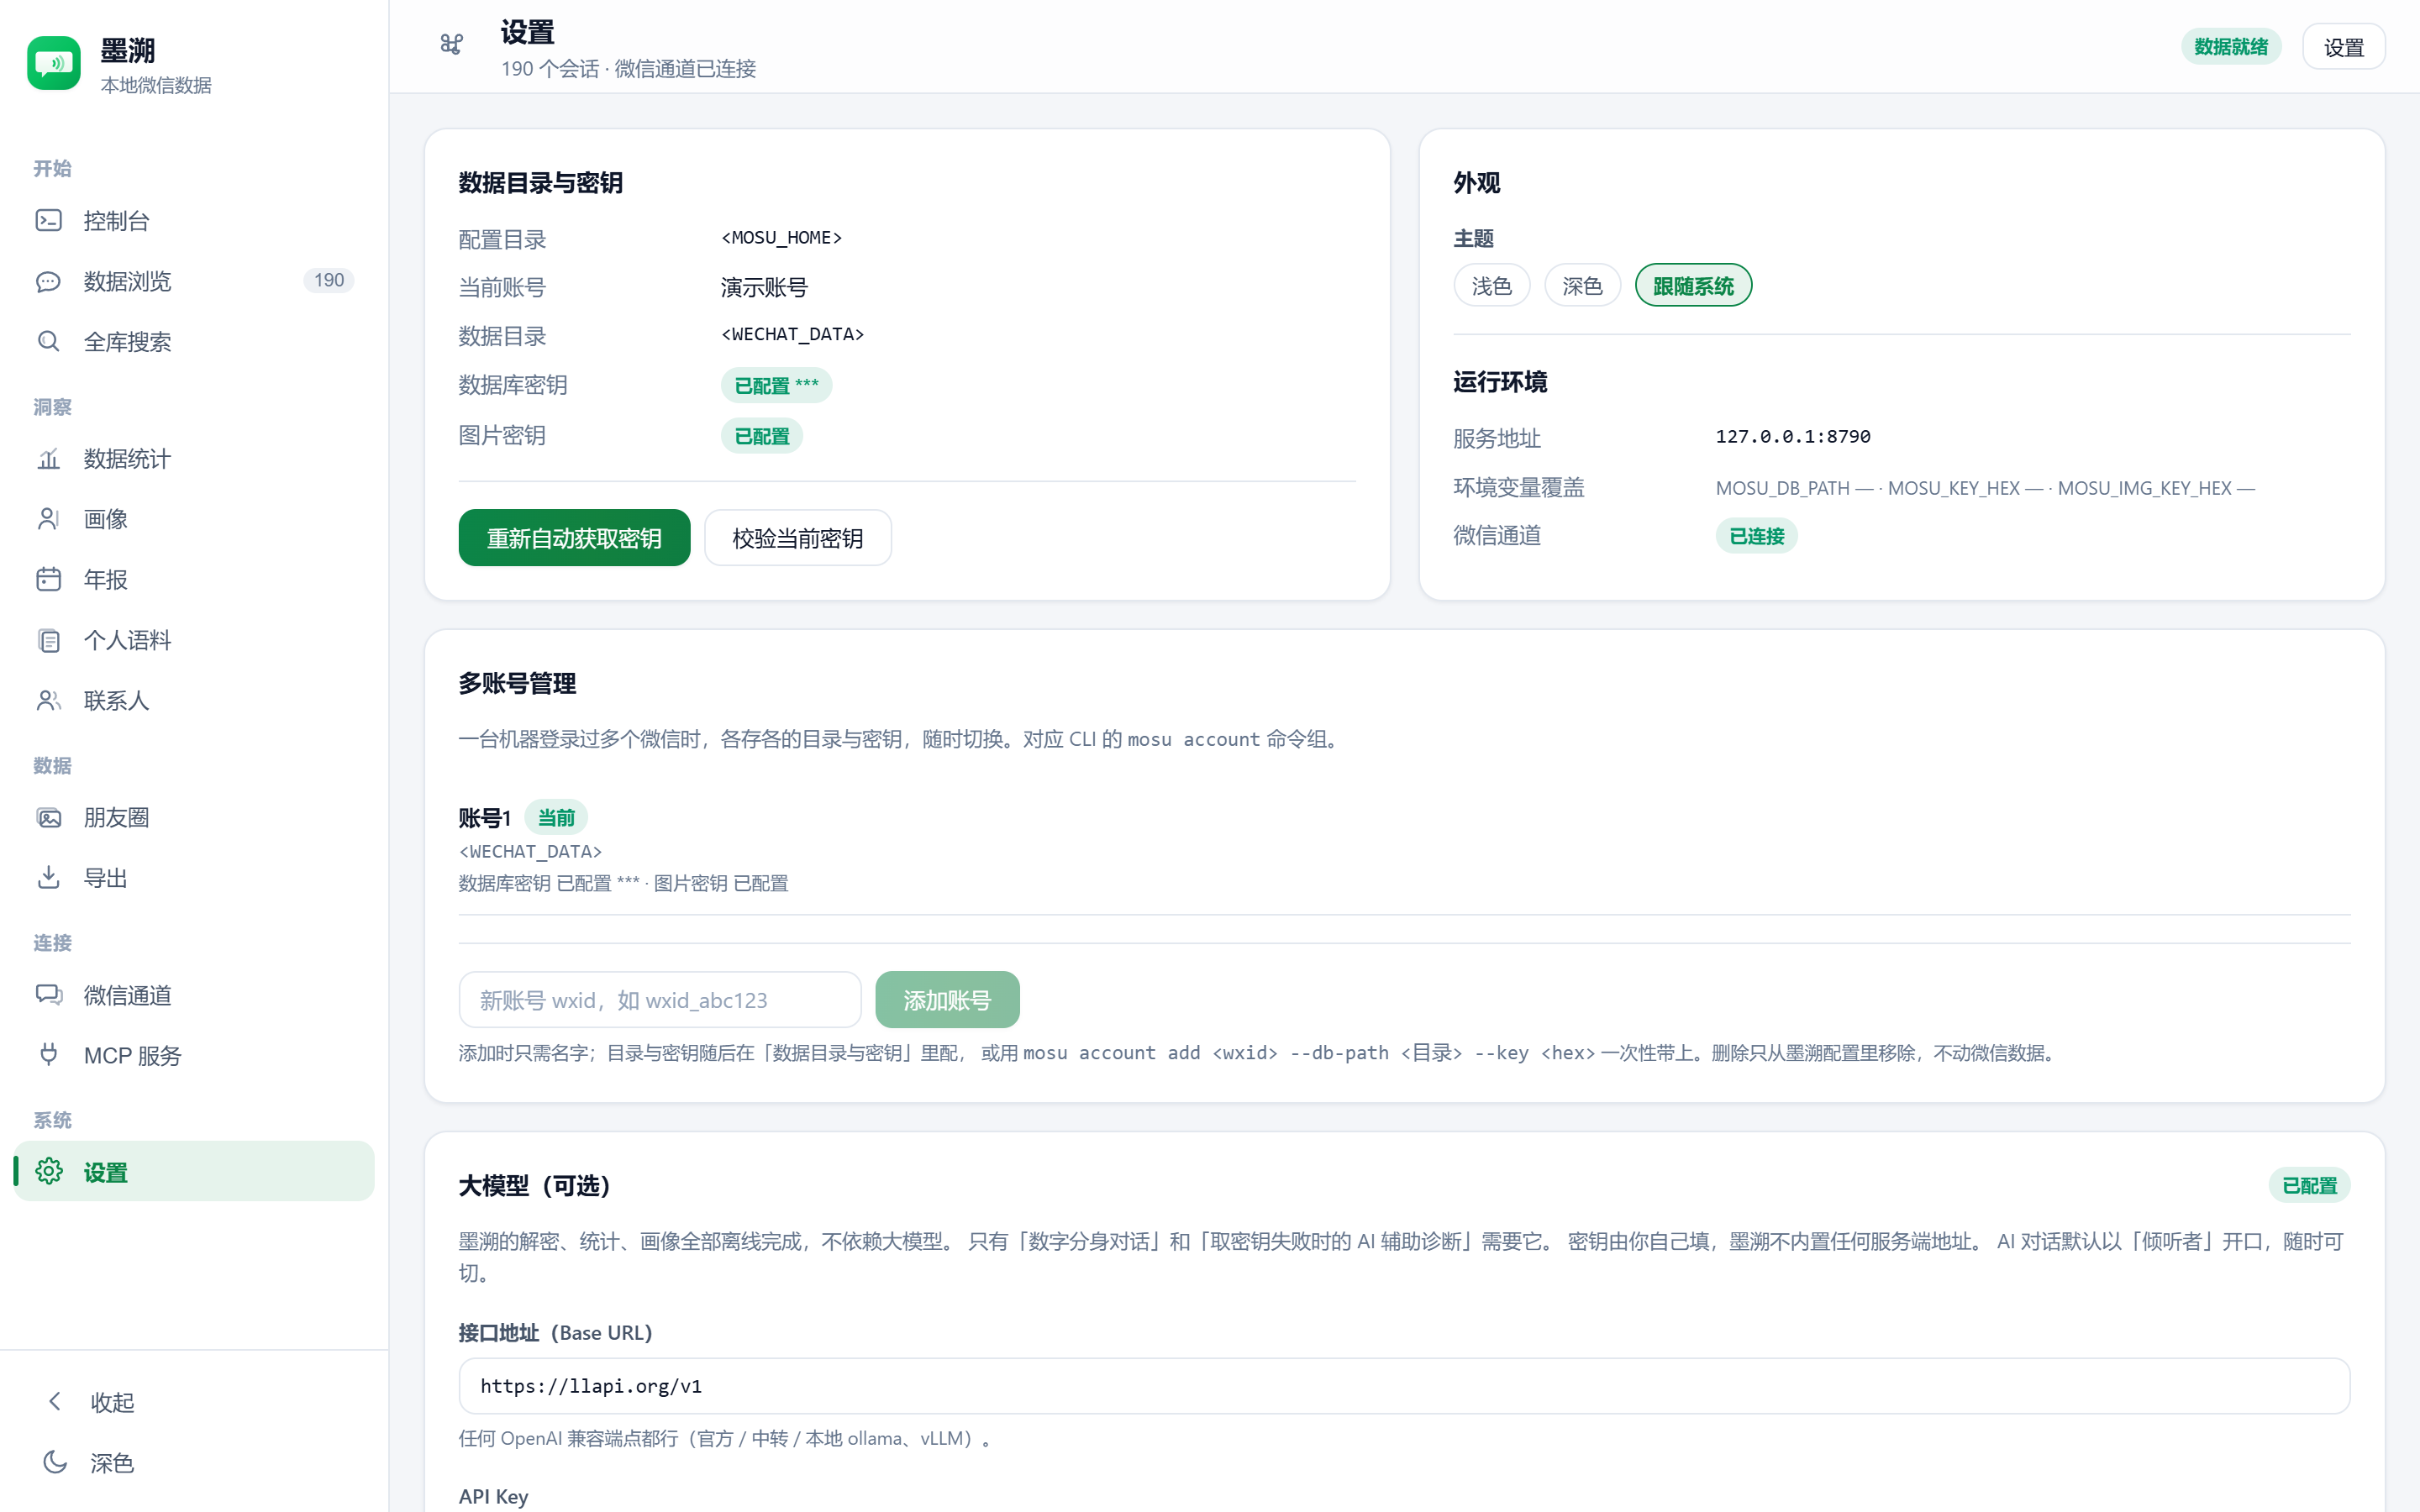 墨溯
本地微信数据
开始
控制台
数据浏览 190
全库搜索
洞察
数据统计
画像
年报
个人语料
联系人
数据
朋友圈
导出
连接
微信通道
MCP 服务
系统
设置
收起
深色
设置
190 个会话 · 微信通道已连接
数据就绪
设置
数据目录与密钥
配置目录 <MOSU_HOME>
当前账号 演示账号
数据目录 <WECHAT_DATA>
数据库密钥 已配置 ***
图片密钥 已配置
重新自动获取密钥 校验当前密钥
外观
主题
浅色 深色 跟随系统
运行环境
服务地址 127.0.0.1:8790
环境变量覆盖 MOSU_DB_PATH — · MOSU_KEY_HEX — · MOSU_IMG_KEY_HEX —
微信通道 已连接
多账号管理
一台机器登录过多个微信时，各存各的目录与密钥，随时切换。对应 CLI 的 mosu account 命令组。
账号1 当前
<WECHAT_DATA>
数据库密钥 已配置 *** · 图片密钥 已配置
新账号 wxid，如 wxid_abc123 添加账号
添加时只需名字；目录与密钥随后在「数据目录与密钥」里配， 或用 mosu account add <wxid> --db-path <目录> --key <hex> 一次性带上。删除只从墨溯配置里移除，不动微信数据。
大模型（可选） 已配置
墨溯的解密、统计、画像全部离线完成，不依赖大模型。 只有「数字分身对话」和「取密钥失败时的 AI 辅助诊断」需要它。 密钥由你自己填，墨溯不内置任何服务端地址。 AI 对话默认以「倾听者」开口，随时可
切。
接口地址（Base URL）
https://llapi.org/v1
任何 OpenAI 兼容端点都行（官方 / 中转 / 本地 ollama、vLLM）。
API Key